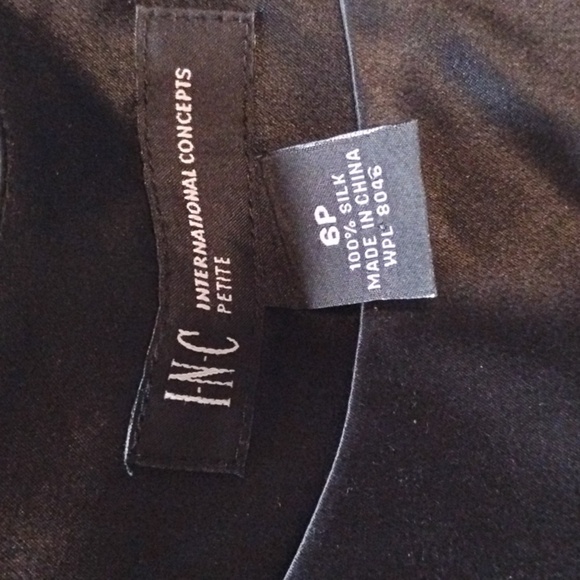 I·N·C INTERNATIONAL CONCEPTS
PETITE
6P
100% SILK
MADE IN CHINA
WPL 8046